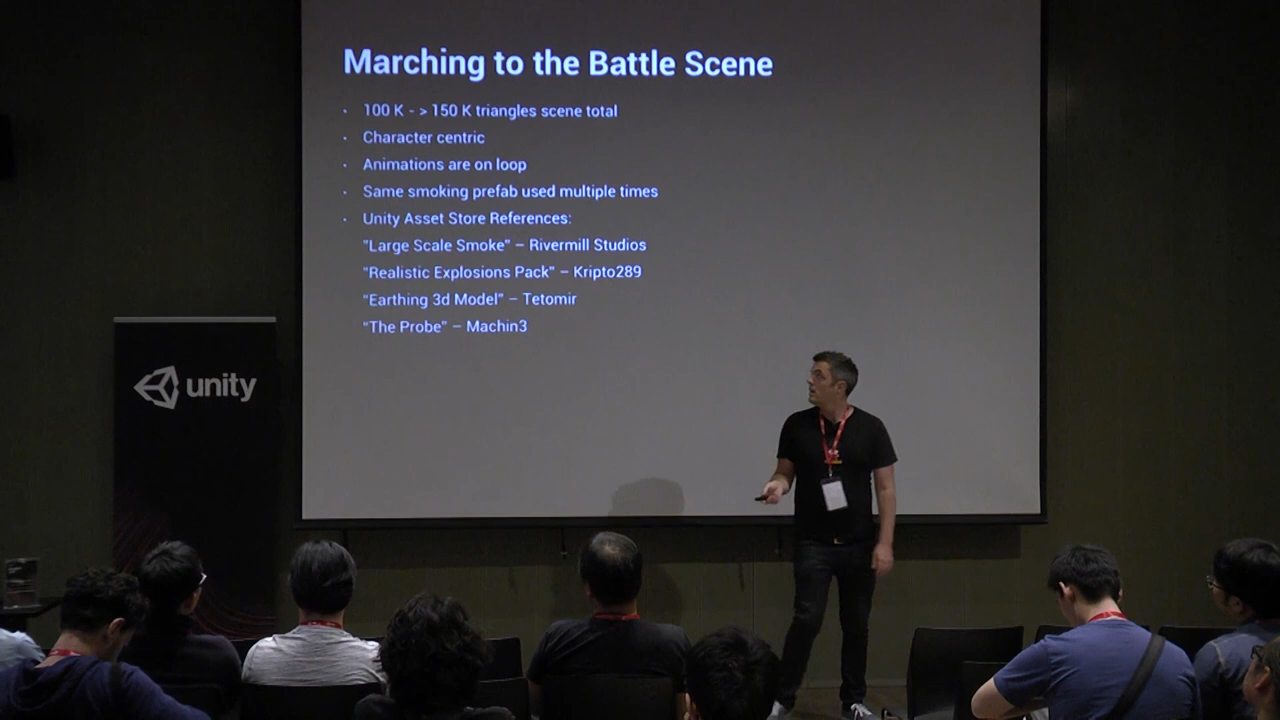 Marching to the Battle Scene
· 100 K - > 150 K triangles scene total
· Character centric
· Animations are on loop
· Same smoking prefab used multiple times
· Unity Asset Store References:
"Large Scale Smoke" – Rivermill Studios
"Realistic Explosions Pack" – Kripto289
"Earthing 3d Model" – Tetomir
"The Probe" – Machin3
unity